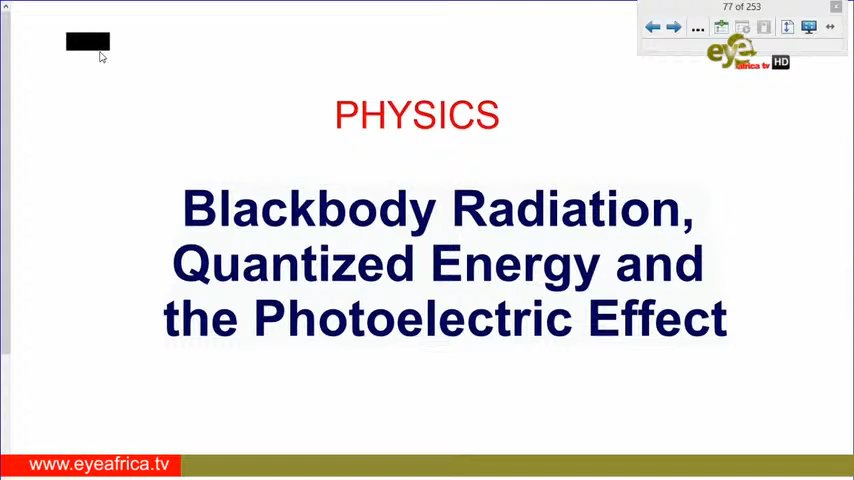 77 of 253
eye
africa tv HD
PHYSICS
Blackbody Radiation,
Quantized Energy and
the Photoelectric Effect
www.eyeafrica.tv